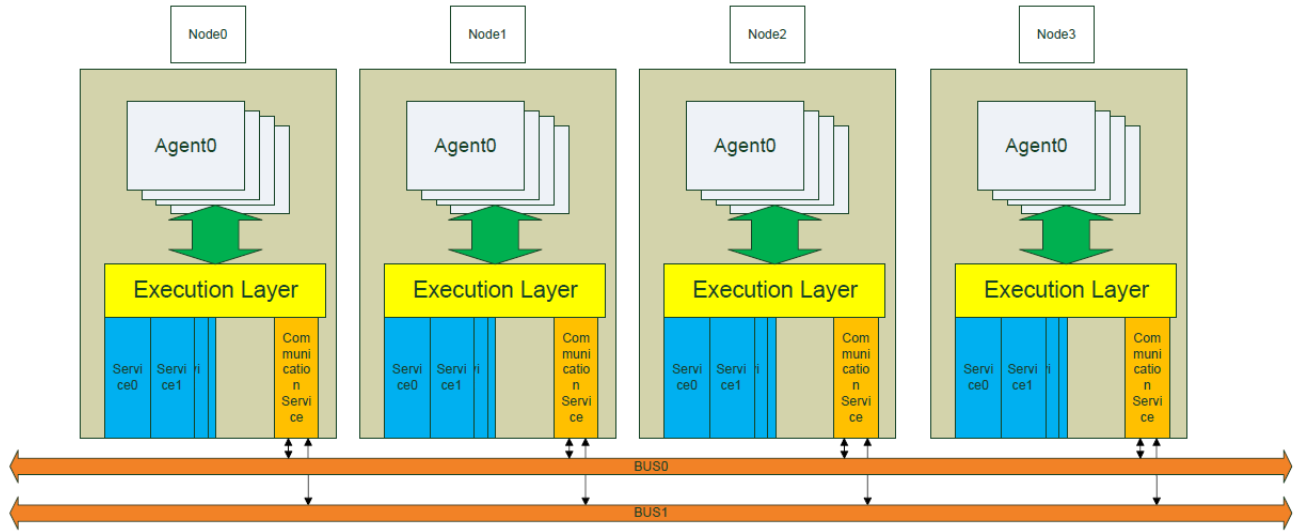 Node0
Node1
Node2
Node3
Agent0
Agent0
Agent0
Agent0
Execution Layer
Execution Layer
Execution Layer
Execution Layer
Servi
ce0
Servi
ce1
Com
muni
catio
n
Servi
ce
Servi
ce0
Servi
ce1
Com
muni
catio
n
Servi
ce
Servi
ce0
Servi
ce1
Com
muni
catio
n
Servi
ce
Servi
ce0
Servi
ce1
Com
muni
catio
n
Servi
ce
BUS0
BUS1